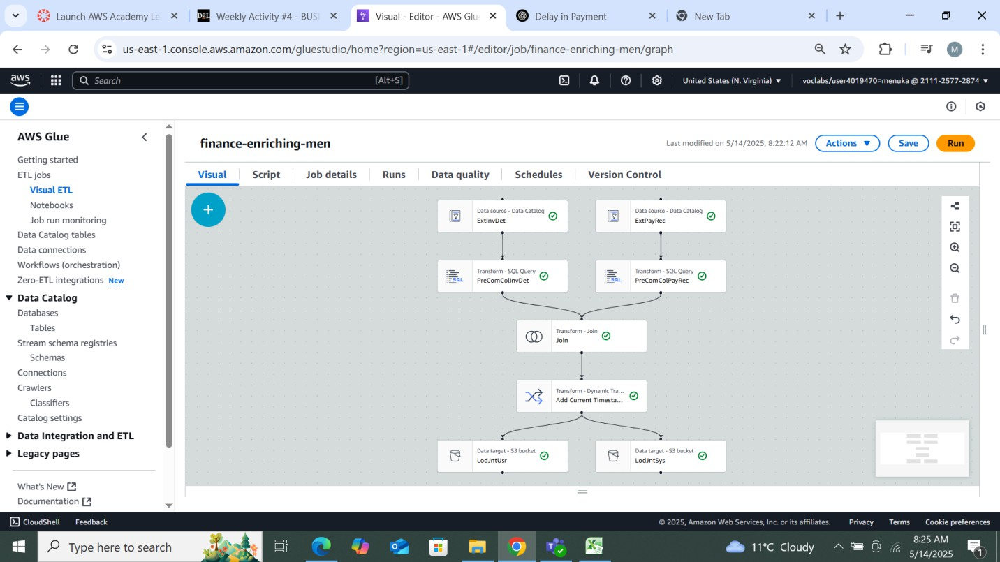 Launch AWS Academy Le
D2L
Weekly Activity #4 - BUSI
Visual - Editor - AWS Glu
Delay in Payment
New Tab
us-east-1.console.aws.amazon.com/gluestudio/home?region=us-east-1#/editor/job/finance-enriching-men/graph
M
aws
Search
[Alt+S]
United States (N. Virginia)
voclabs/user4019470=menuka @ 2111-2577-2874
AWS Glue
Getting started
ETL jobs
Visual ETL
Notebooks
Job run monitoring
Data Catalog tables
Data connections
Workflows (orchestration)
Zero-ETL integrations New
Data Catalog
Databases
Tables
Stream schema registries
Schemas
Connections
Crawlers
Classifiers
Catalog settings
Data Integration and ETL
Legacy pages
What's New
Documentation
finance-enriching-men
Last modified on 5/14/2025, 8:22:12 AM
Actions
Save
Run
Visual
Script
Job details
Runs
Data quality
Schedules
Version Control
Data source - Data Catalog
ExtInvDet
Data source - Data Catalog
ExtPayRec
Transform - SQL Query
PreComColInvDet
SQL
Transform - SQL Query
PreComColPayRec
SQL
Transform - Join
Join
Transform - Dynamic Tra...
Add Current Timesta...
Data target - S3 bucket
LodJntUsr
Data target - S3 bucket
LodJntSys
CloudShell
Feedback
© 2025, Amazon Web Services, Inc. or its affiliates.
Privacy
Terms
Cookie preferences
Type here to search
11°C Cloudy
8:25 AM
5/14/2025
1